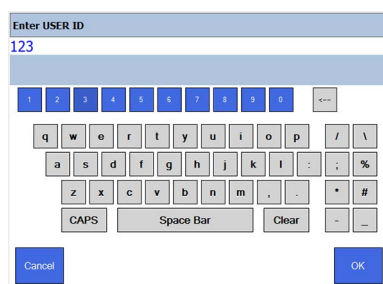 Enter USER ID
123
1 2 3 4 5 6 7 8 9 0 <--
q w e r t y u i o p / \
a s d f g h j k l : ; %
z x c v b n m , . * #
CAPS Space Bar Clear - _
Cancel OK